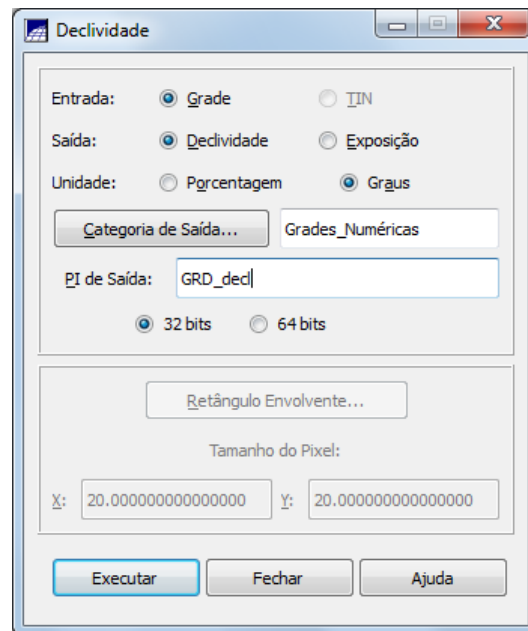 Declividade
Entrada: Grade TIN
Saída: Declividade Exposição
Unidade: Porcentagem Graus
Categoria de Saída... Grades_Numéricas
PI de Saída: GRD_decl
32 bits 64 bits
Retângulo Envolvente...
Tamanho do Pixel:
X: 20.000000000000000 Y: 20.000000000000000
Executar Fechar Ajuda